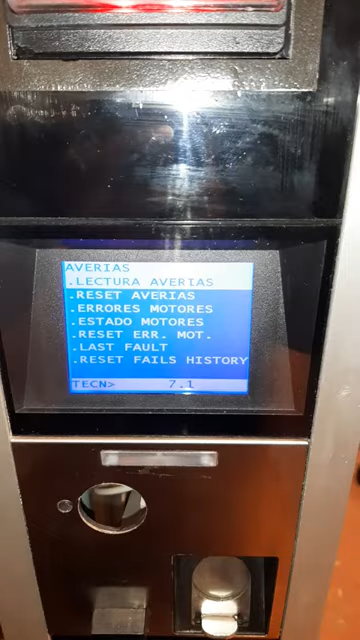 AVERIAS
.LECTURA AVERIAS
.RESET AVERIAS
.ERRORES MOTORES
.ESTADO MOTORES
.RESET ERR. MOT.
.LAST FAULT
.RESET FAILS HISTORY
TECN> 7.1